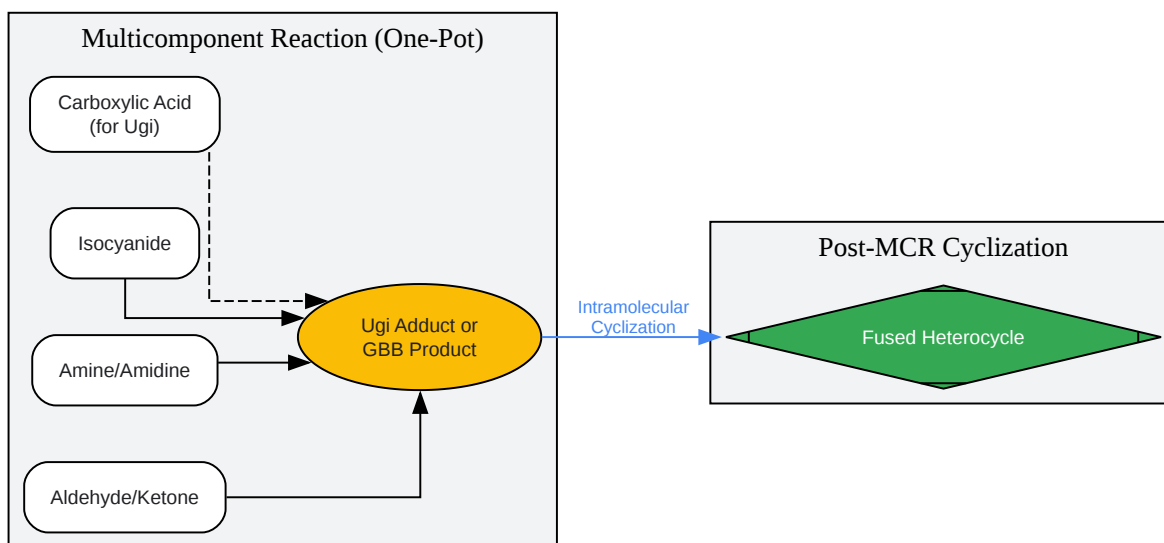 Multicomponent Reaction (One-Pot)
Carboxylic Acid
(for Ugi)
Isocyanide
Amine/Amidine
Aldehyde/Ketone
Ugi Adduct or
GBB Product
Intramolecular
Cyclization
Post-MCR Cyclization
Fused Heterocycle